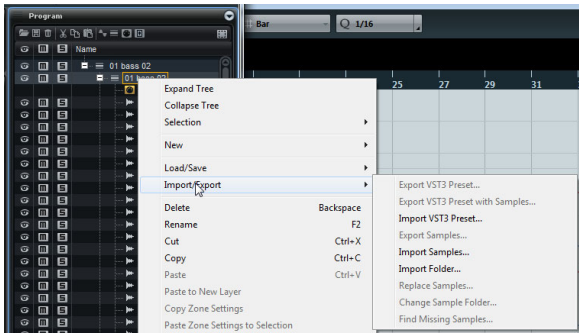 Program
Bar
Q 1/16
Name
01 bass 02
01 bass 02
25 27 29 31
Expand Tree
Collapse Tree
Selection
New
Load/Save
Import/Export
Delete Backspace
Rename F2
Cut Ctrl+X
Copy Ctrl+C
Paste Ctrl+V
Paste to New Layer
Copy Zone Settings
Paste Zone Settings to Selection
Export VST3 Preset...
Export VST3 Preset with Samples...
Import VST3 Preset...
Export Samples...
Import Samples...
Import Folder...
Replace Samples...
Change Sample Folder...
Find Missing Samples...